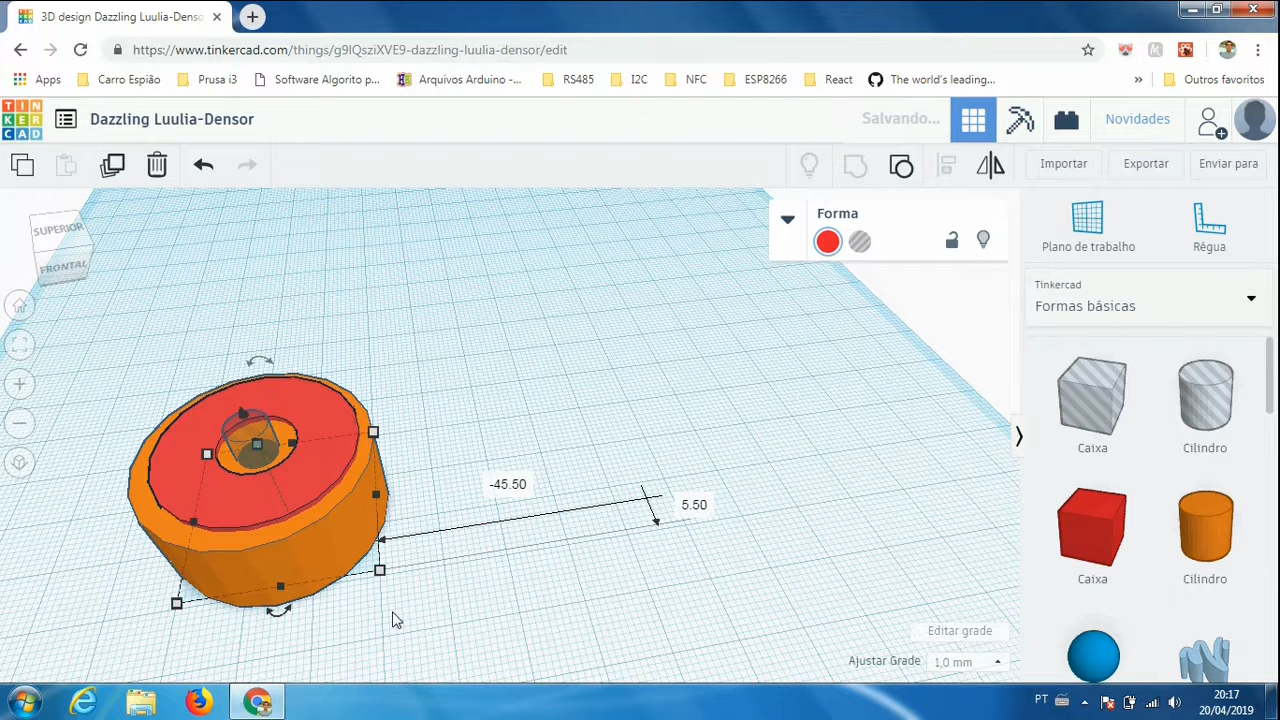 3D design Dazzling Luulia-Denso
https://www.tinkercad.com/things/g9lQsziXVE9-dazzling-luulia-densor/edit
Apps Carro Espião Prusa i3 Software Algorito p... Arquivos Arduino -... RS485 I2C NFC ESP8266 React The world's leading... » Outros favoritos
TIN
KER
CAD
Dazzling Luulia-Densor
Salvando...
Novidades
Importar Exportar Enviar para
SUPERIOR
FRONTAL
Forma
Plano de trabalho
Régua
Tinkercad
Formas básicas
Caixa Cilindro
-45.50
5.50
Caixa Cilindro
Editar grade
Ajustar Grade 1,0 mm
PT
20:17
20/04/2019